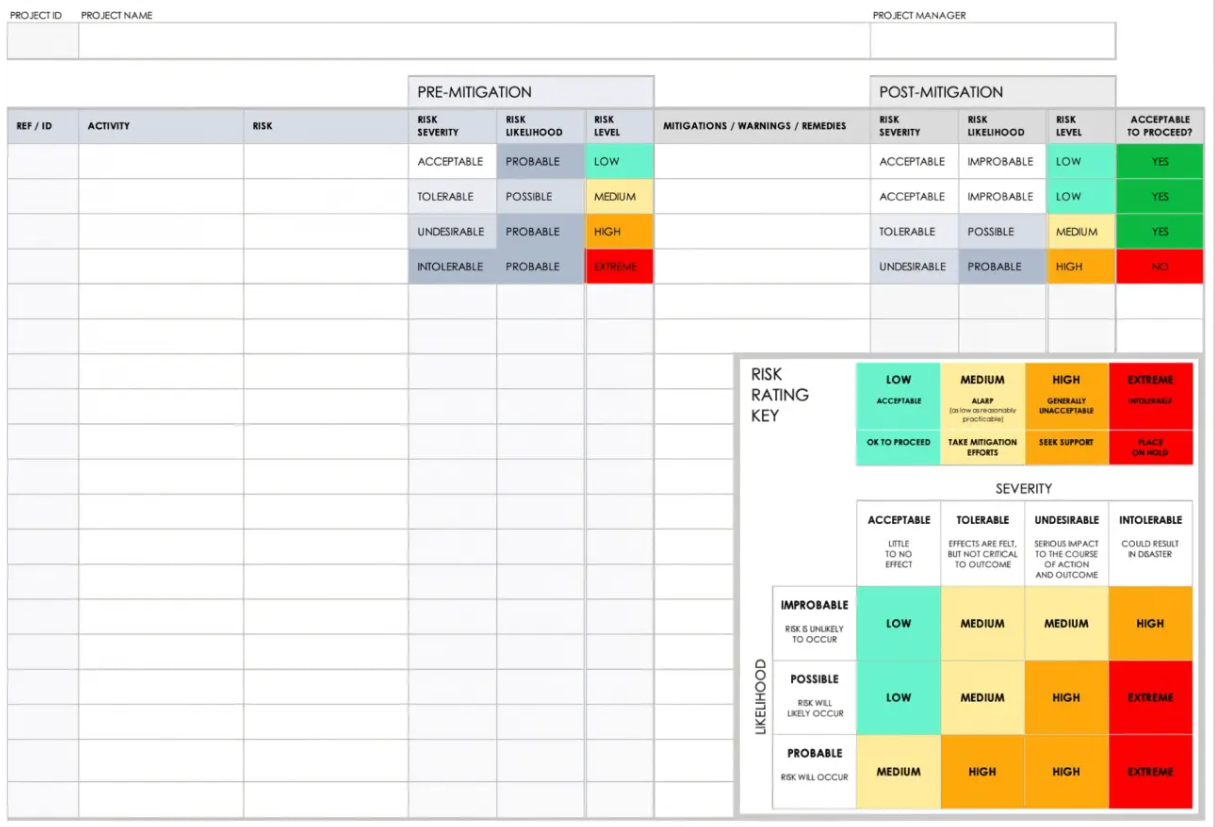 PROJECT ID PROJECT NAME PROJECT MANAGER
PRE-MITIGATION POST-MITIGATION
REF / ID ACTIVITY RISK RISK SEVERITY RISK LIKELIHOOD RISK LEVEL MITIGATIONS / WARNINGS / REMEDIES RISK SEVERITY RISK LIKELIHOOD RISK LEVEL ACCEPTABLE TO PROCEED?
ACCEPTABLE PROBABLE LOW ACCEPTABLE IMPROBABLE LOW YES
TOLERABLE POSSIBLE MEDIUM ACCEPTABLE IMPROBABLE LOW YES
UNDESIRABLE PROBABLE HIGH TOLERABLE POSSIBLE MEDIUM YES
INTOLERABLE PROBABLE EXTREME UNDESIRABLE PROBABLE HIGH NO
RISK
RATING
KEY
LOW MEDIUM HIGH EXTREME
ACCEPTABLE ALARP (as low as reasonably practicable) GENERALLY UNACCEPTABLE INTOLERABLE
OK TO PROCEED TAKE MITIGATION EFFORTS SEEK SUPPORT PLACE ON HOLD
SEVERITY
ACCEPTABLE TOLERABLE UNDESIRABLE INTOLERABLE
LITTLE TO NO EFFECT EFFECTS ARE FELT, BUT NOT CRITICAL TO OUTCOME SERIOUS IMPACT TO THE COURSE OF ACTION AND OUTCOME COULD RESULT IN DISASTER
LIKELIHOOD
IMPROBABLE
RISK IS UNLIKELY TO OCCUR
LOW MEDIUM MEDIUM HIGH
POSSIBLE
RISK WILL LIKELY OCCUR
LOW MEDIUM HIGH EXTREME
PROBABLE
RISK WILL OCCUR
MEDIUM HIGH HIGH EXTREME